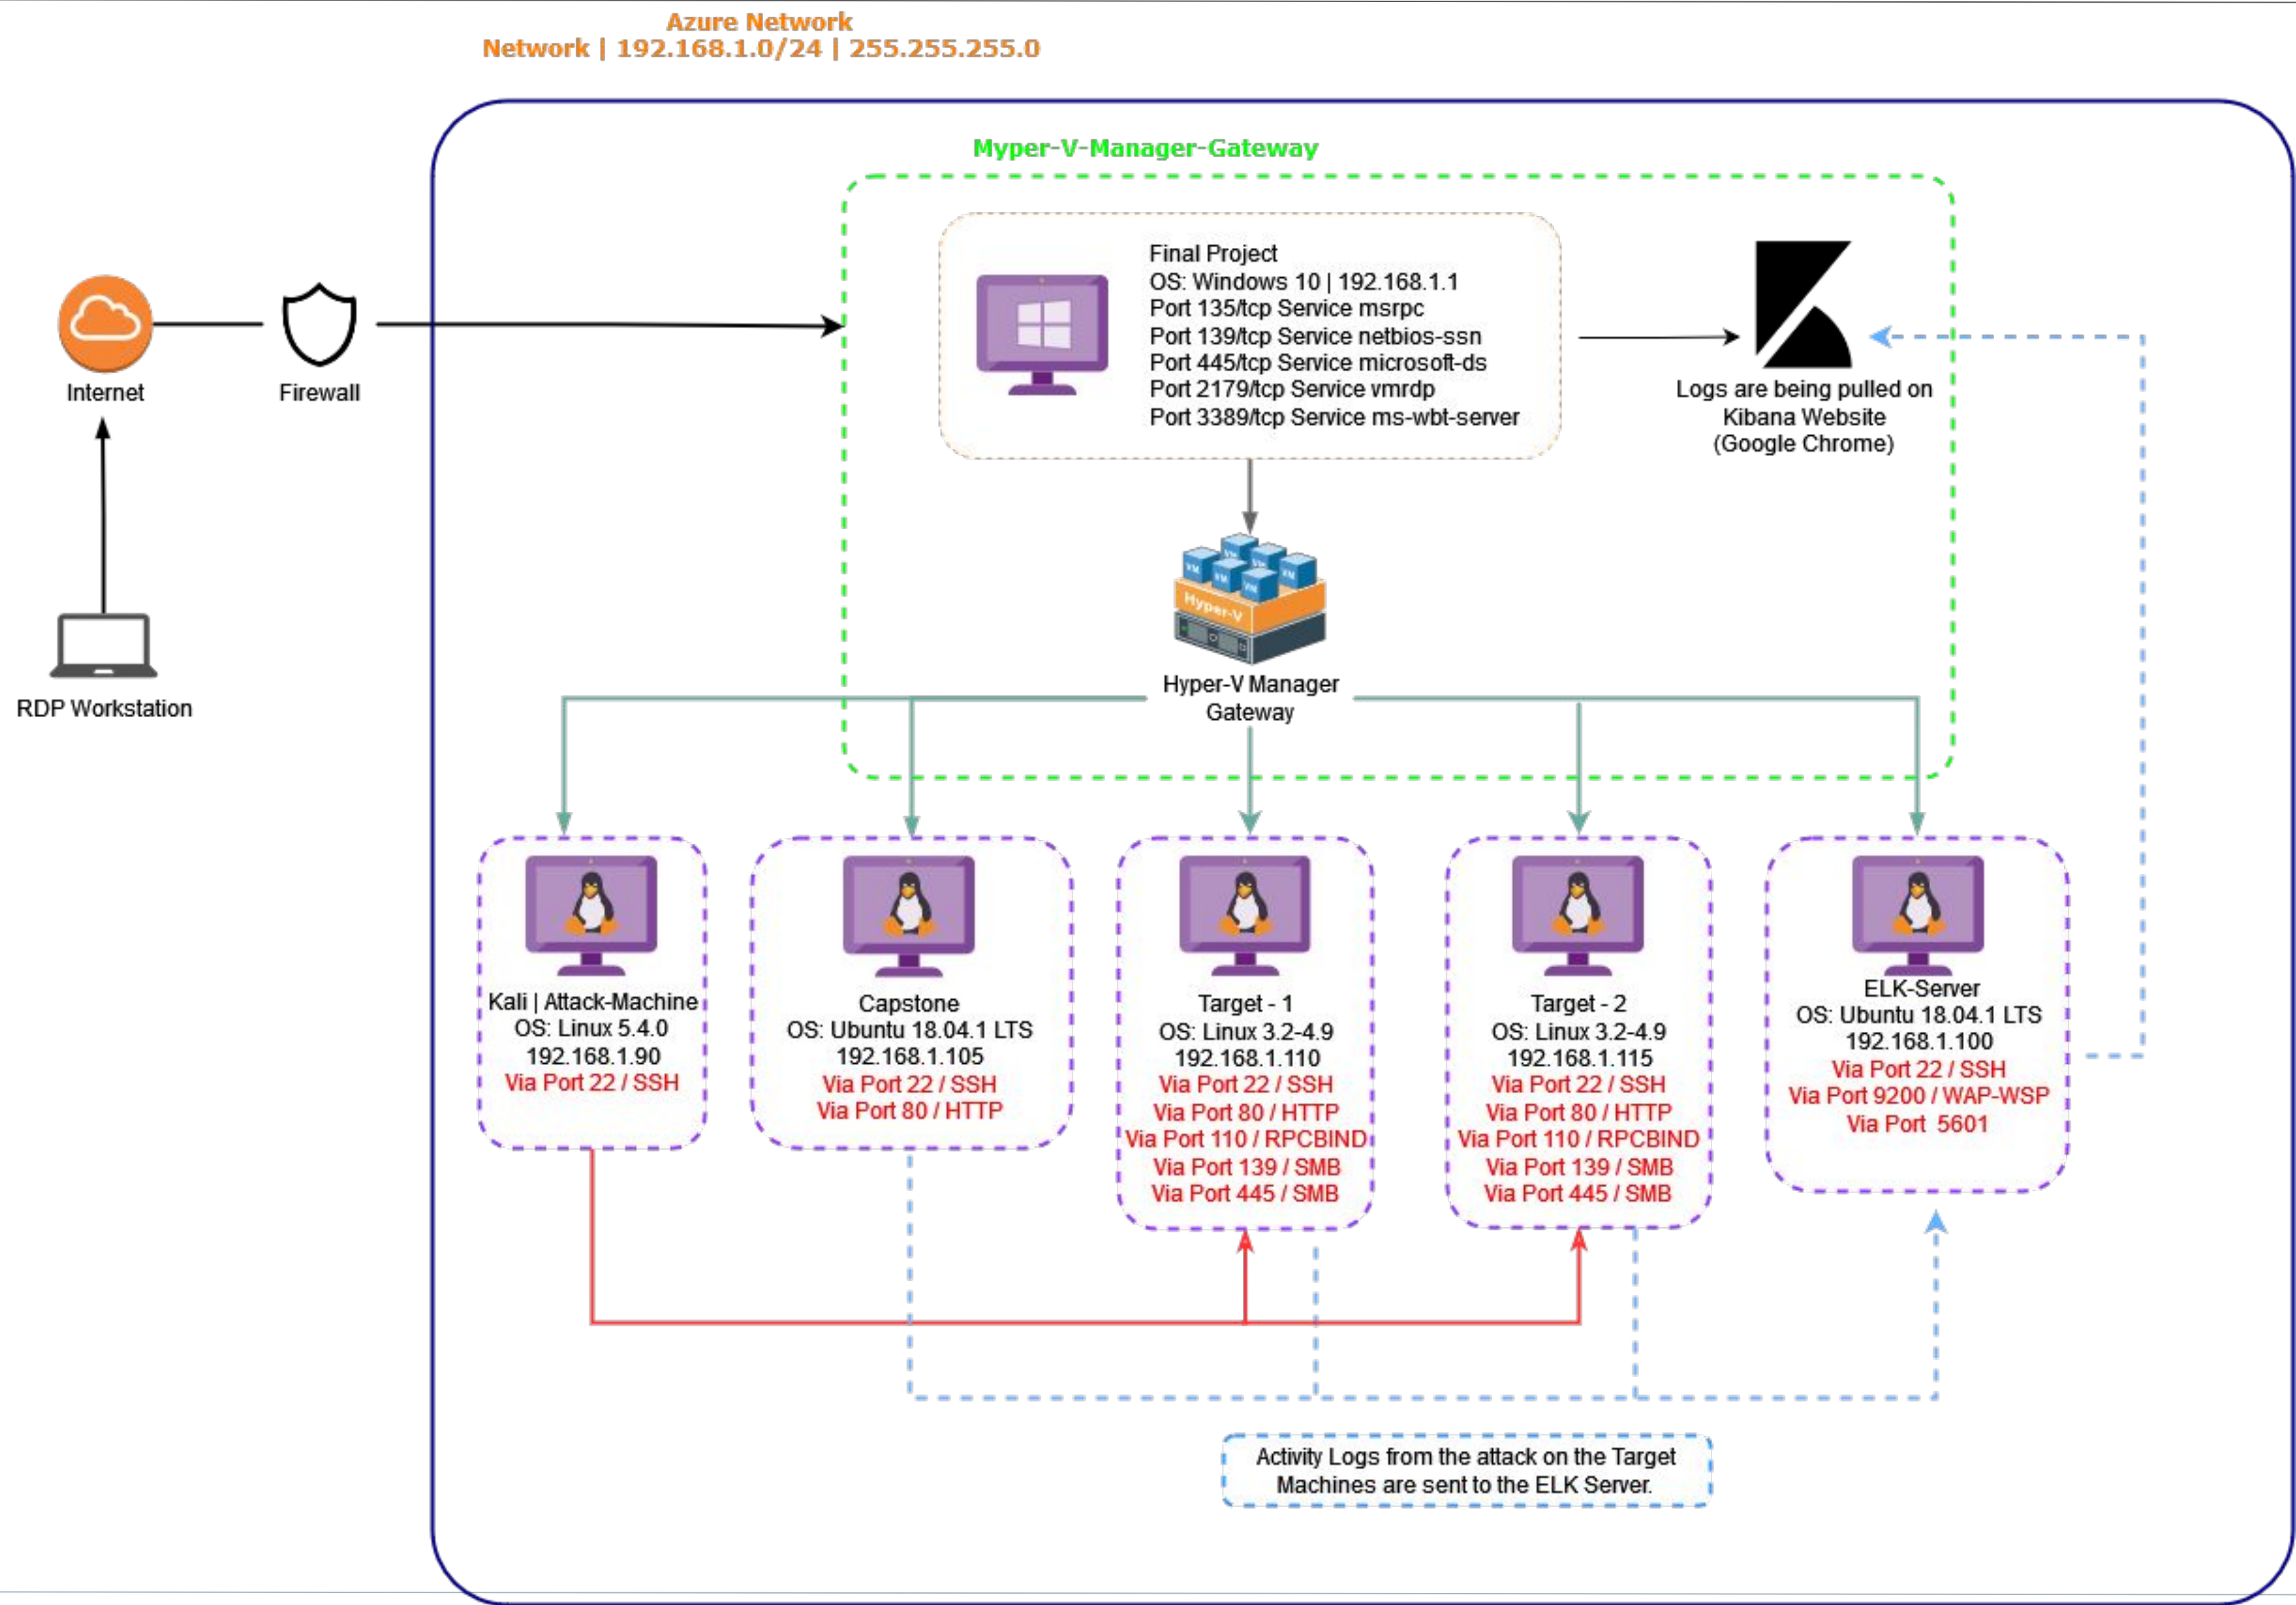 Azure Network
Network | 192.168.1.0/24 | 255.255.255.0
Myper-V-Manager-Gateway
Final Project
OS: Windows 10 | 192.168.1.1
Port 135/tcp Service msrpc
Port 139/tcp Service netbios-ssn
Port 445/tcp Service microsoft-ds
Port 2179/tcp Service vmrdp
Port 3389/tcp Service ms-wbt-server
Logs are being pulled on
Kibana Website
(Google Chrome)
Internet
Firewall
RDP Workstation
VM
VM
VM
VM
VM
VM
Hyper-V
Hyper-V Manager
Gateway
Kali | Attack-Machine
OS: Linux 5.4.0
192.168.1.90
Via Port 22 / SSH
Capstone
OS: Ubuntu 18.04.1 LTS
192.168.1.105
Via Port 22 / SSH
Via Port 80 / HTTP
Target - 1
OS: Linux 3.2-4.9
192.168.1.110
Via Port 22 / SSH
Via Port 80 / HTTP
Via Port 110 / RPCBIND
Via Port 139 / SMB
Via Port 445 / SMB
Target - 2
OS: Linux 3.2-4.9
192.168.1.115
Via Port 22 / SSH
Via Port 80 / HTTP
Via Port 110 / RPCBIND
Via Port 139 / SMB
Via Port 445 / SMB
ELK-Server
OS: Ubuntu 18.04.1 LTS
192.168.1.100
Via Port 22 / SSH
Via Port 9200 / WAP-WSP
Via Port 5601
Activity Logs from the attack on the Target
Machines are sent to the ELK Server.